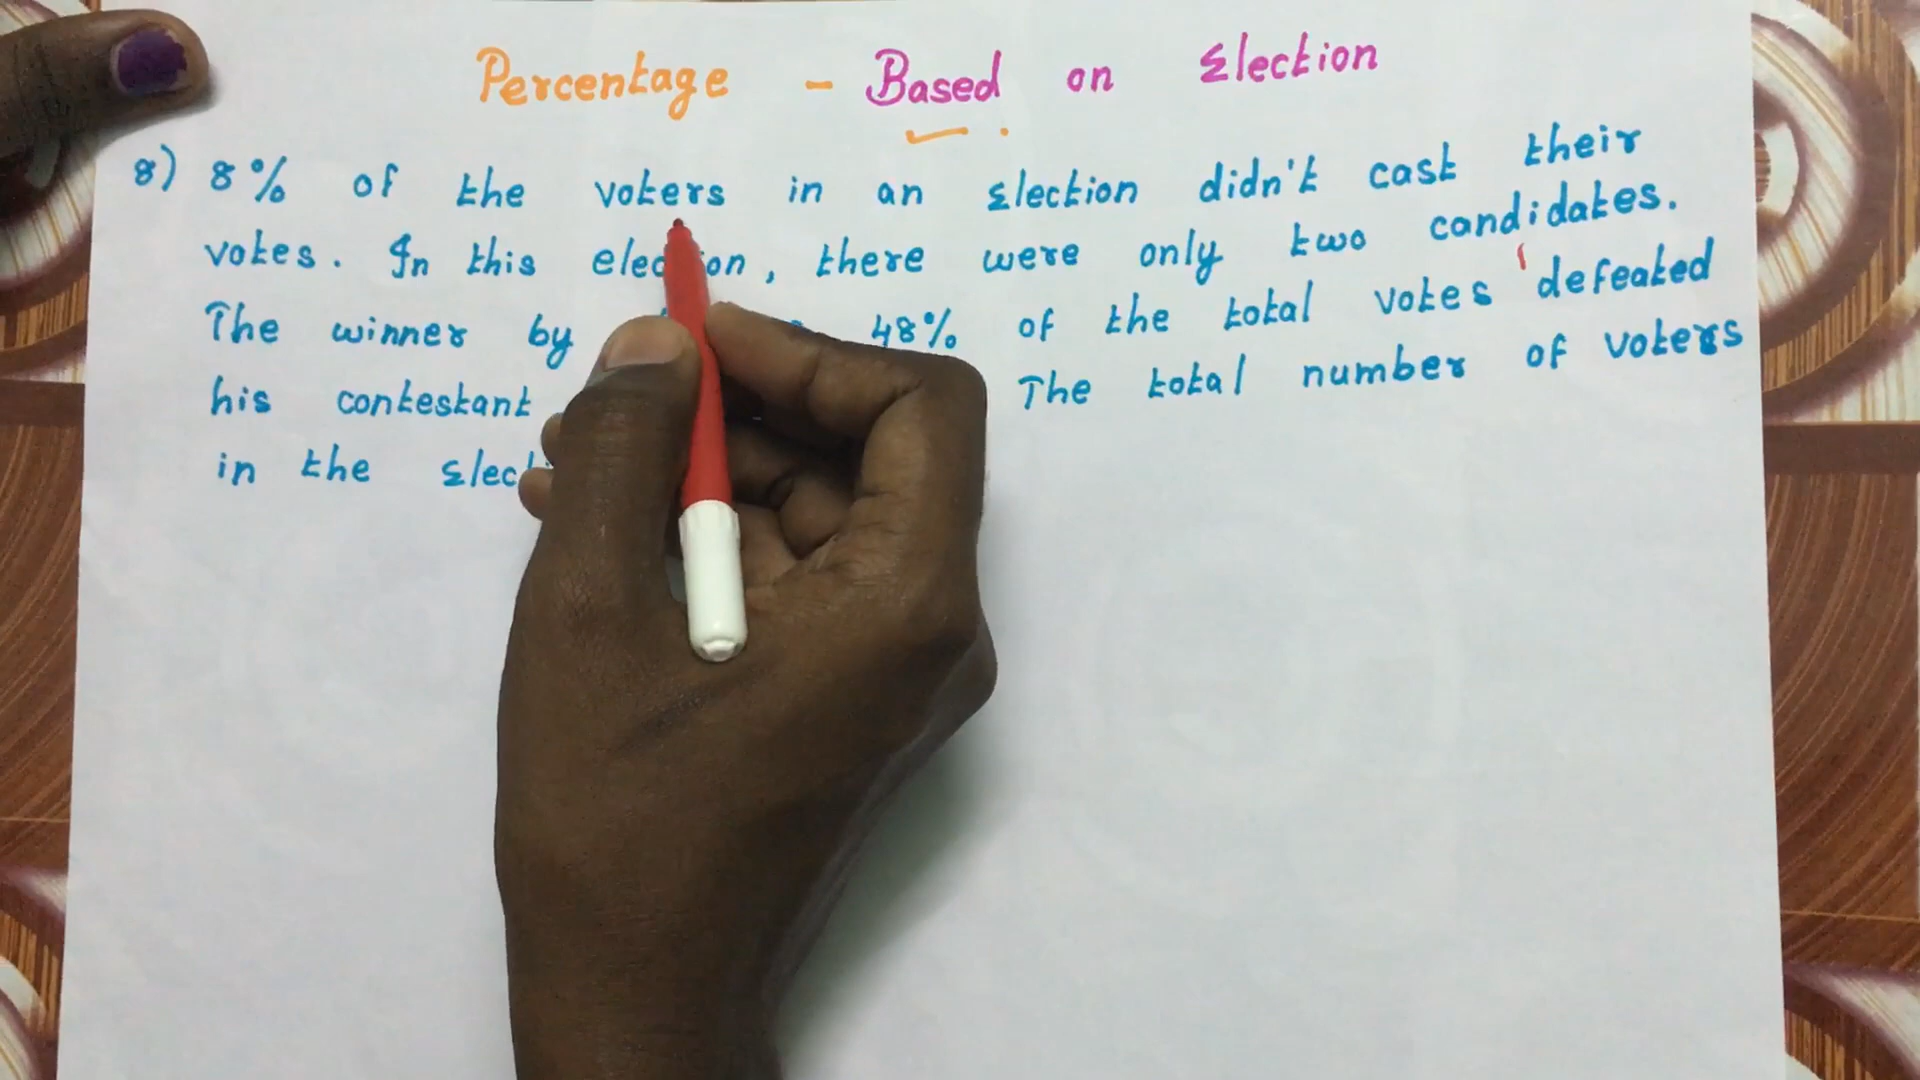 Percentage - Based on Election
8) 8% of the voters in an Election didn't cast their
votes. In this election, there were only two candidates.
The winner by 48% of the total votes defeated
his contestant The total number of voters
in the